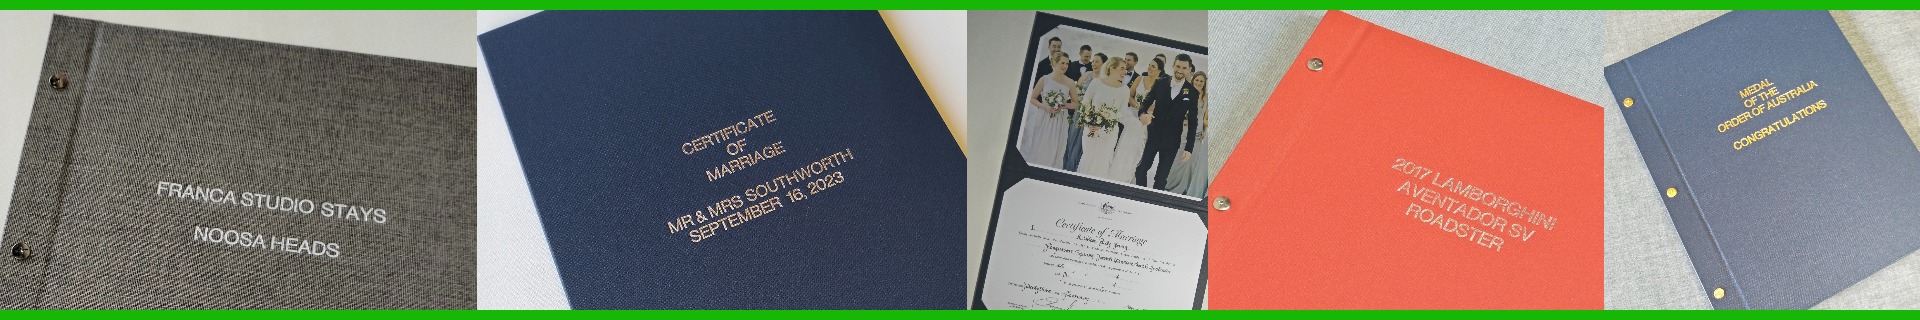 FRANCA STUDIO STAYS
NOOSA HEADS
CERTIFICATE
OF
MARRIAGE
MR & MRS SOUTHWORTH
SEPTEMBER 16, 2023
Certificate of Marriage
2017 LAMBORGHINI
AVENTADOR SV
ROADSTER
MEDAL
OF THE
ORDER OF AUSTRALIA
CONGRATULATIONS